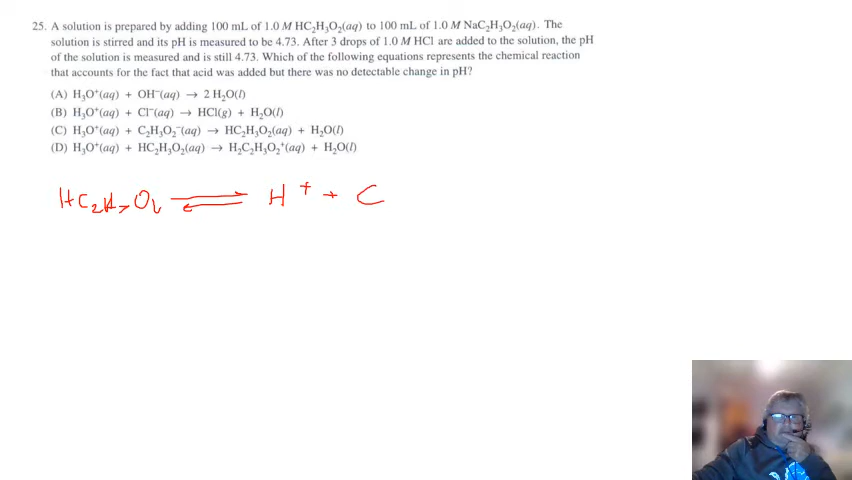 25. A solution is prepared by adding 100 mL of 1.0 M HC₂H₃O₂(aq) to 100 mL of 1.0 M NaC₂H₃O₂(aq). The
solution is stirred and its pH is measured to be 4.73. After 3 drops of 1.0 M HCl are added to the solution, the pH
of the solution is measured and is still 4.73. Which of the following equations represents the chemical reaction
that accounts for the fact that acid was added but there was no detectable change in pH?
(A) H₃O⁺(aq) + OH⁻(aq) → 2 H₂O(l)
(B) H₃O⁺(aq) + Cl⁻(aq) → HCl(g) + H₂O(l)
(C) H₃O⁺(aq) + C₂H₃O₂⁻(aq) → HC₂H₃O₂(aq) + H₂O(l)
(D) H₃O⁺(aq) + HC₂H₃O₂(aq) → H₂C₂H₃O₂⁺(aq) + H₂O(l)
HC₂H₃O₂ ⇌ H⁺ + C